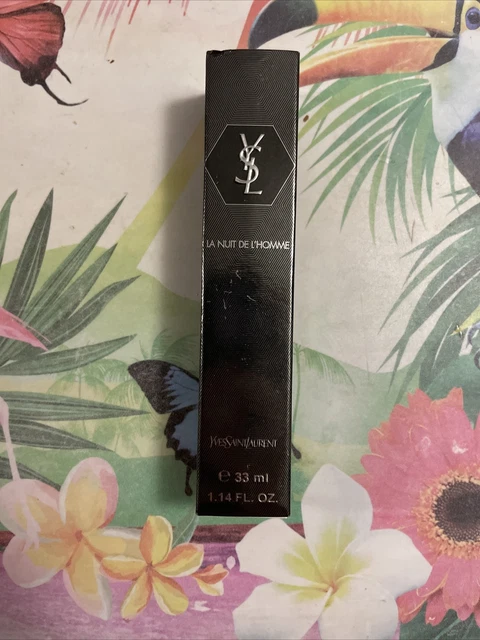 YSL
LA NUIT DE L'HOMME
YVESSAINTLAURENT
℮ 33 ml
1.14 FL. OZ.